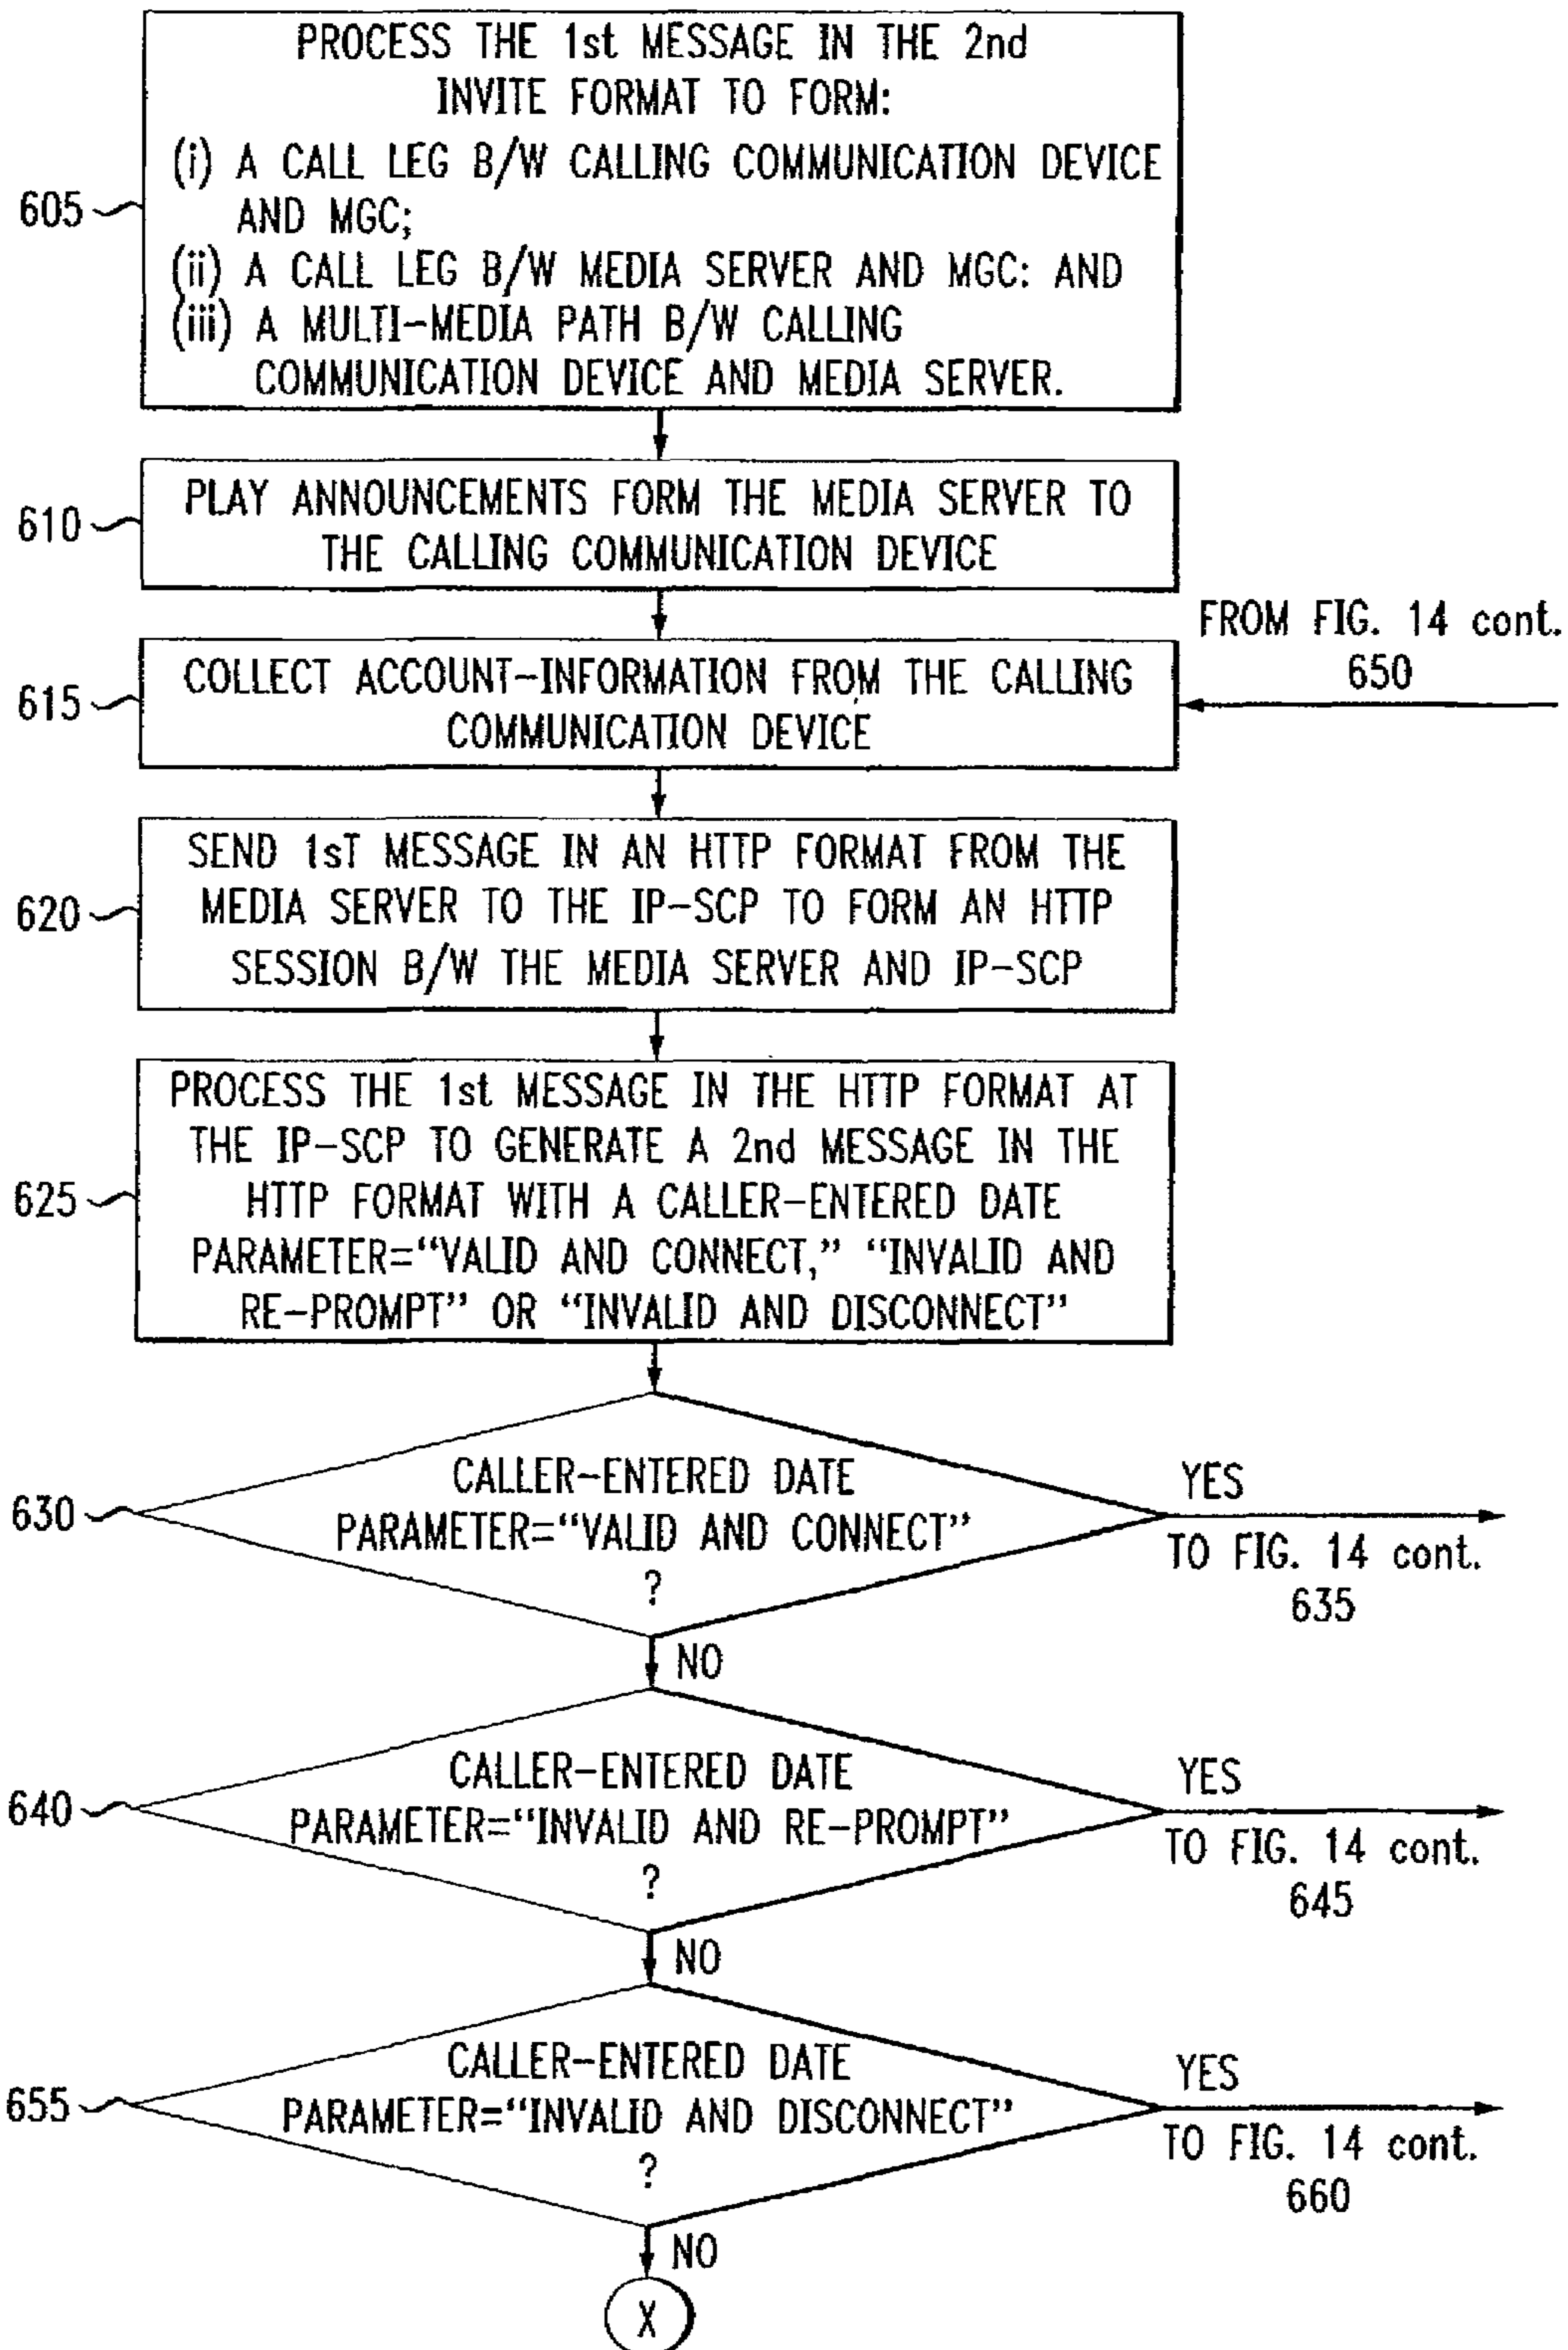 PROCESS THE 1st MESSAGE IN THE 2nd
INVITE FORMAT TO FORM:
(i) A CALL LEG B/W CALLING COMMUNICATION DEVICE
AND MGC;
(ii) A CALL LEG B/W MEDIA SERVER AND MGC: AND
(iii) A MULTI-MEDIA PATH B/W CALLING
COMMUNICATION DEVICE AND MEDIA SERVER.
605
PLAY ANNOUNCEMENTS FORM THE MEDIA SERVER TO
THE CALLING COMMUNICATION DEVICE
610
FROM FIG. 14 cont.
650
COLLECT ACCOUNT-INFORMATION FROM THE CALLING
COMMUNICATION DEVICE
615
SEND 1sT MESSAGE IN AN HTTP FORMAT FROM THE
MEDIA SERVER TO THE IP-SCP TO FORM AN HTTP
SESSION B/W THE MEDIA SERVER AND IP-SCP
620
PROCESS THE 1st MESSAGE IN THE HTTP FORMAT AT
THE IP-SCP TO GENERATE A 2nd MESSAGE IN THE
HTTP FORMAT WITH A CALLER-ENTERED DATE
PARAMETER=“VALID AND CONNECT,” “INVALID AND
RE-PROMPT” OR “INVALID AND DISCONNECT”
625
CALLER-ENTERED DATE
PARAMETER=“VALID AND CONNECT”
?
630
YES
TO FIG. 14 cont.
635
NO
CALLER-ENTERED DATE
PARAMETER=“INVALID AND RE-PROMPT”
?
640
YES
TO FIG. 14 cont.
645
NO
CALLER-ENTERED DATE
PARAMETER=“INVALID AND DISCONNECT”
?
655
YES
TO FIG. 14 cont.
660
NO
X